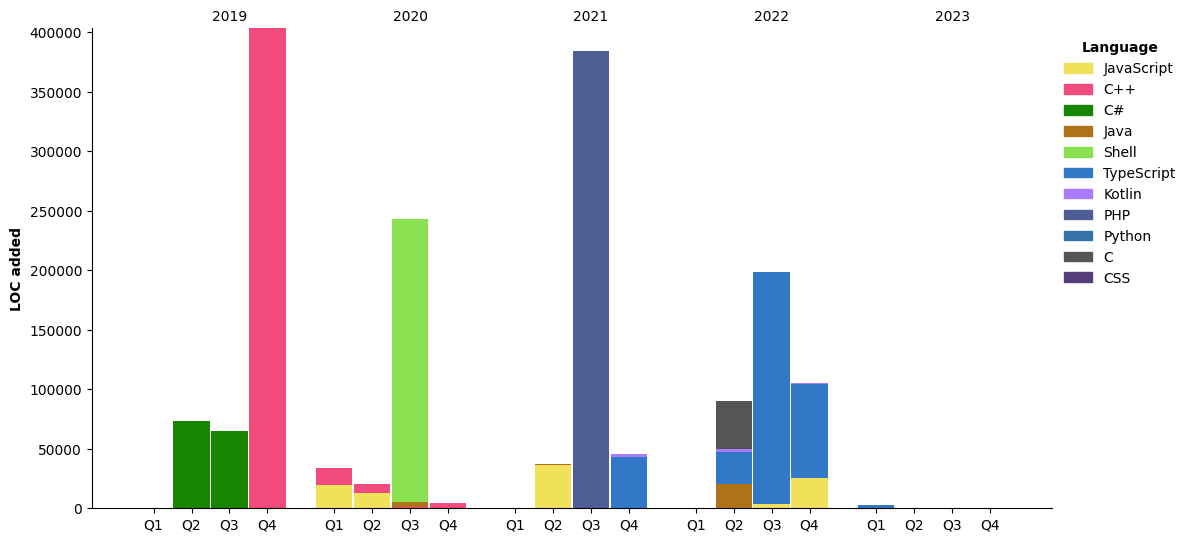 2019 2020 2021 2022 2023
400000
350000
300000
250000
200000
150000
100000
50000
0
LOC added
Q1 Q2 Q3 Q4 Q1 Q2 Q3 Q4 Q1 Q2 Q3 Q4 Q1 Q2 Q3 Q4 Q1 Q2 Q3 Q4
Language
JavaScript
C++
C#
Java
Shell
TypeScript
Kotlin
PHP
Python
C
CSS